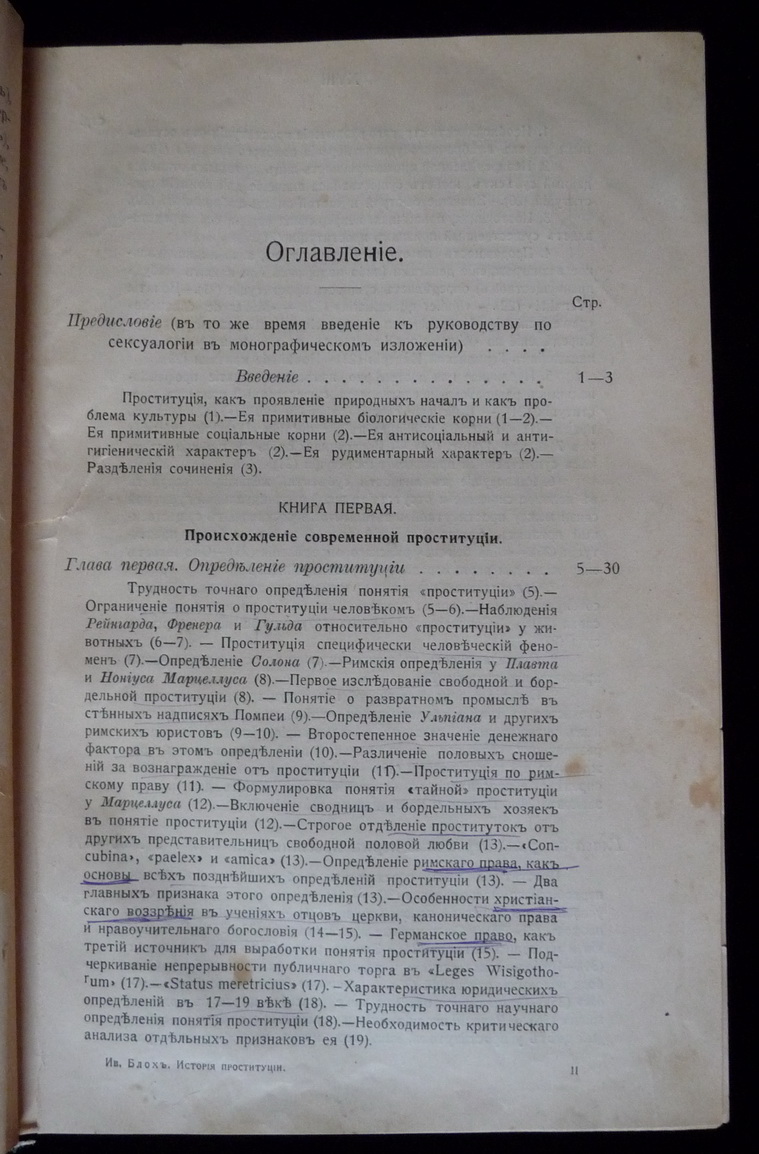 Оглавленіе.
Стр.
Предисловіе (въ то же время введеніе къ руководству по
сексуалогіи въ монографическомъ изложеніи) . . . .
Введеніе . . . . . . . . . . . . . . 1—3
Проституція, какъ проявленіе природныхъ началъ и какъ про-
блема культуры (1).—Ея примитивные біологическіе корни (1—2).—
Ея примитивные соціальные корни (2).—Ея антисоціальный и анти-
гигіеническій характеръ (2).—Ея рудиментарный характеръ (2).—
Раздѣленія сочиненія (3).
КНИГА ПЕРВАЯ.
Происхожденіе современной проституціи.
Глава первая. Опредѣленіе проституціи . . . . . . . . 5—30
Трудность точнаго опредѣленія понятія «проституціи» (5).—
Ограниченіе понятія о проституціи человѣкомъ (5—6).—Наблюденія
Рейнгарда, Френера и Гульда относительно «проституціи» у жи-
вотныхъ (6—7). — Проституція специфически человѣческій фено-
менъ (7).—Опредѣленіе Солона (7).—Римскія опредѣленія у Плавта
и Ноніуса Марцеллуса (8).—Первое изслѣдованіе свободной и бор-
дельной проституціи (8). — Понятіе о развратномъ промыслѣ въ
стѣнныхъ надписяхъ Помпеи (9).—Опредѣленіе Ульпіана и другихъ
римскихъ юристовъ (9—10). — Второстепенное значеніе денежнаго
фактора въ этомъ опредѣленіи (10).—Различеніе половыхъ сноше-
ній за вознагражденіе отъ проституціи (11).—Проституція по рим-
скому праву (11). — Формулировка понятія «тайной» проституціи
у Марцеллуса (12).—Включеніе сводницъ и бордельныхъ хозяекъ
въ понятіе проституціи (12).—Строгое отдѣленіе проститутокъ отъ
другихъ представительницъ свободной половой любви (13).—«Con-
cubina», «paelex» и «amica» (13).—Опредѣленіе римскаго права, какъ
основы всѣхъ позднѣйшихъ опредѣленій проституціи (13). — Два
главныхъ признака этого опредѣленія (13).—Особенности христіан-
скаго воззрѣнія въ ученіяхъ отцовъ церкви, каноническаго права
и нравоучительнаго богословія (14—15). — Германское право, какъ
третій источникъ для выработки понятія проституціи (15). — Под-
черкиваніе непрерывности публичнаго торга въ «Leges Wisigotho-
rum» (17).—«Status meretricius» (17).-Характеристика юридическихъ
опредѣленій въ 17—19 вѣкѣ (18). — Трудность точнаго научнаго
опредѣленія понятія проституціи (18).—Необходимость критическаго
анализа отдѣльныхъ признаковъ ея (19).
Ив. Блохъ. Исторія проституціи. II